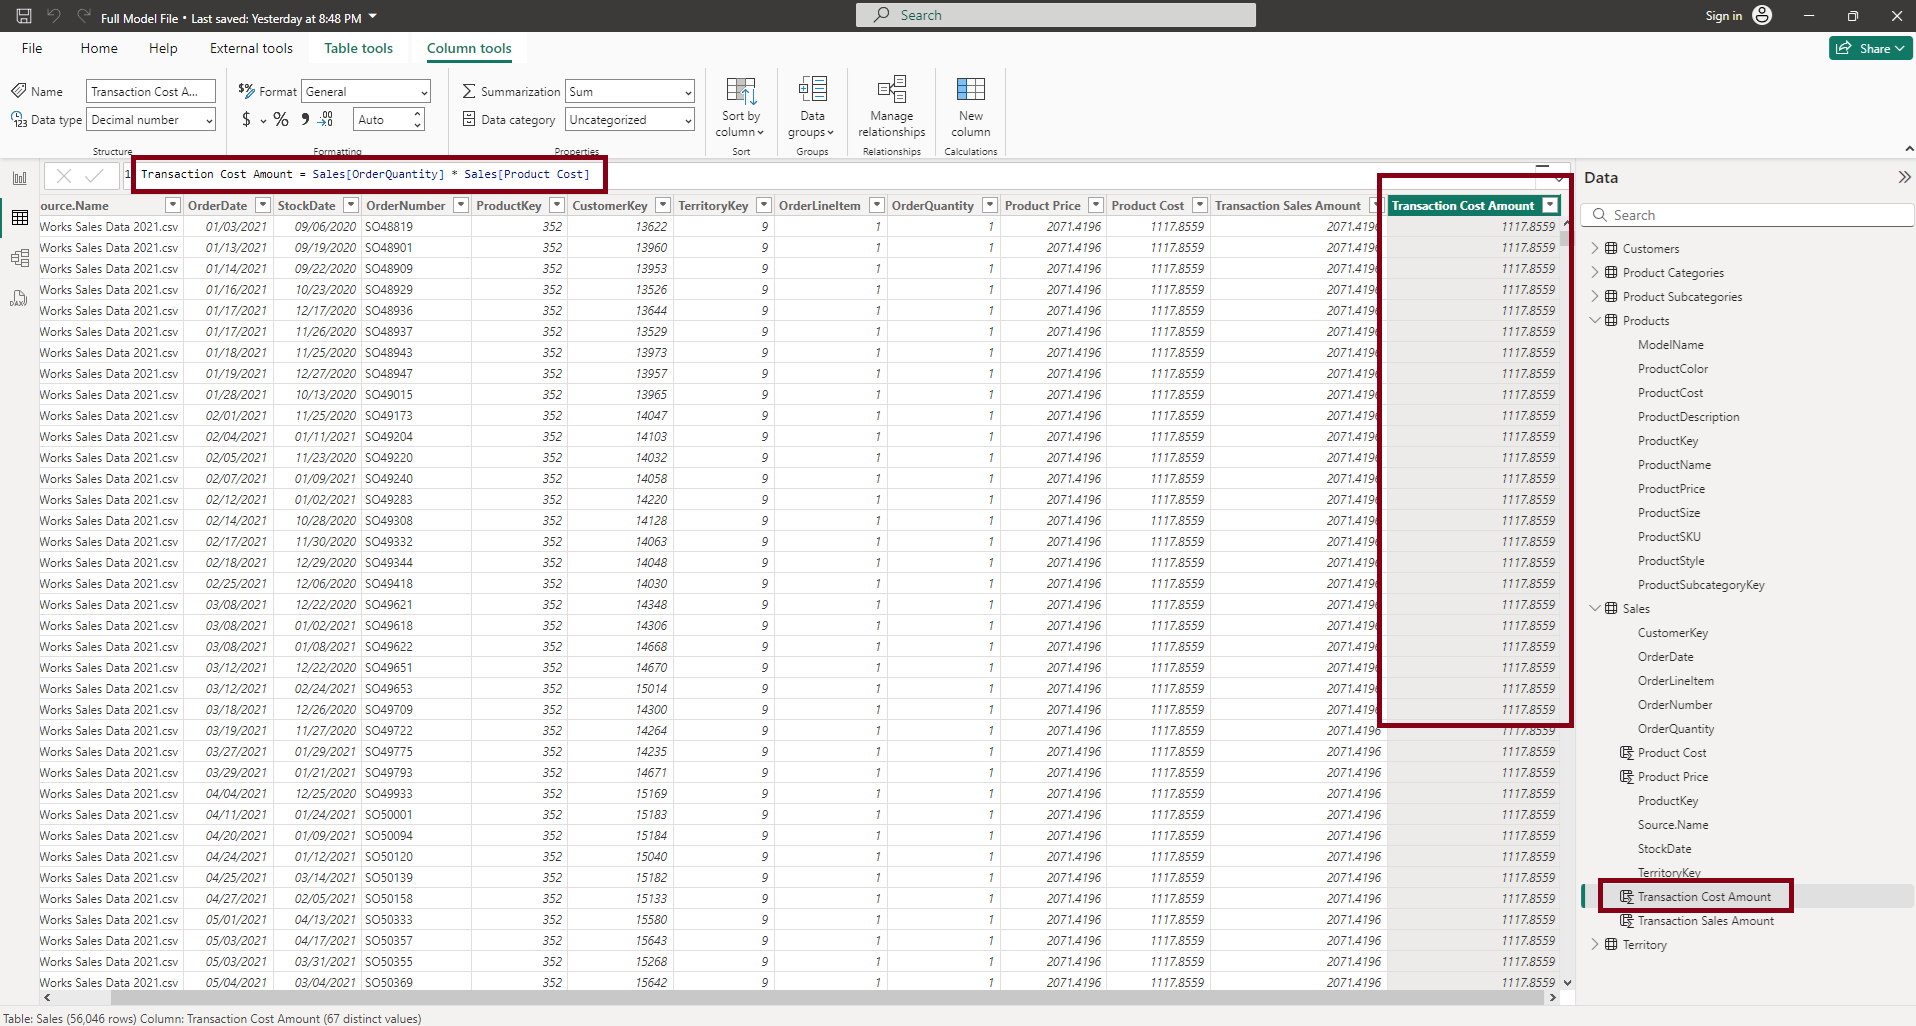 Full Model File • Last saved: Yesterday at 8:48 PM
Search
Sign in
File Home Help External tools Table tools Column tools
Share
Name Transaction Cost A...
Data type Decimal number
Structure
Format General
$ % 9 .00 Auto
Formatting
Summarization Sum
Data category Uncategorized
Properties
Sort by column
Sort
Data groups
Groups
Manage relationships
Relationships
New column
Calculations
1 Transaction Cost Amount = Sales[OrderQuantity] * Sales[Product Cost]
ource.Name OrderDate StockDate OrderNumber ProductKey CustomerKey TerritoryKey OrderLineItem OrderQuantity Product Price Product Cost Transaction Sales Amount Transaction Cost Amount
Works Sales Data 2021.csv 01/03/2021 09/06/2020 SO48819 352 13622 9 1 1 2071.4196 1117.8559 2071.4196 1117.8559
Works Sales Data 2021.csv 01/13/2021 09/19/2020 SO48901 352 13960 9 1 1 2071.4196 1117.8559 2071.4196 1117.8559
Works Sales Data 2021.csv 01/14/2021 09/22/2020 SO48909 352 13953 9 1 1 2071.4196 1117.8559 2071.4196 1117.8559
Works Sales Data 2021.csv 01/16/2021 10/23/2020 SO48929 352 13526 9 1 1 2071.4196 1117.8559 2071.4196 1117.8559
Works Sales Data 2021.csv 01/17/2021 12/17/2020 SO48936 352 13644 9 1 1 2071.4196 1117.8559 2071.4196 1117.8559
Works Sales Data 2021.csv 01/17/2021 11/26/2020 SO48937 352 13529 9 1 1 2071.4196 1117.8559 2071.4196 1117.8559
Works Sales Data 2021.csv 01/18/2021 11/25/2020 SO48943 352 13973 9 1 1 2071.4196 1117.8559 2071.4196 1117.8559
Works Sales Data 2021.csv 01/19/2021 12/27/2020 SO48947 352 13957 9 1 1 2071.4196 1117.8559 2071.4196 1117.8559
Works Sales Data 2021.csv 01/28/2021 10/13/2020 SO49015 352 13965 9 1 1 2071.4196 1117.8559 2071.4196 1117.8559
Works Sales Data 2021.csv 02/01/2021 11/25/2020 SO49173 352 14047 9 1 1 2071.4196 1117.8559 2071.4196 1117.8559
Works Sales Data 2021.csv 02/04/2021 01/11/2021 SO49204 352 14103 9 1 1 2071.4196 1117.8559 2071.4196 1117.8559
Works Sales Data 2021.csv 02/05/2021 11/23/2020 SO49220 352 14032 9 1 1 2071.4196 1117.8559 2071.4196 1117.8559
Works Sales Data 2021.csv 02/07/2021 01/09/2021 SO49240 352 14058 9 1 1 2071.4196 1117.8559 2071.4196 1117.8559
Works Sales Data 2021.csv 02/12/2021 01/02/2021 SO49283 352 14220 9 1 1 2071.4196 1117.8559 2071.4196 1117.8559
Works Sales Data 2021.csv 02/14/2021 10/28/2020 SO49308 352 14128 9 1 1 2071.4196 1117.8559 2071.4196 1117.8559
Works Sales Data 2021.csv 02/17/2021 11/30/2020 SO49332 352 14063 9 1 1 2071.4196 1117.8559 2071.4196 1117.8559
Works Sales Data 2021.csv 02/18/2021 12/29/2020 SO49344 352 14048 9 1 1 2071.4196 1117.8559 2071.4196 1117.8559
Works Sales Data 2021.csv 02/25/2021 12/06/2020 SO49418 352 14030 9 1 1 2071.4196 1117.8559 2071.4196 1117.8559
Works Sales Data 2021.csv 03/08/2021 12/22/2020 SO49621 352 14348 9 1 1 2071.4196 1117.8559 2071.4196 1117.8559
Works Sales Data 2021.csv 03/08/2021 01/02/2021 SO49618 352 14306 9 1 1 2071.4196 1117.8559 2071.4196 1117.8559
Works Sales Data 2021.csv 03/08/2021 01/08/2021 SO49622 352 14668 9 1 1 2071.4196 1117.8559 2071.4196 1117.8559
Works Sales Data 2021.csv 03/12/2021 12/22/2020 SO49651 352 14670 9 1 1 2071.4196 1117.8559 2071.4196 1117.8559
Works Sales Data 2021.csv 03/12/2021 02/24/2021 SO49653 352 15014 9 1 1 2071.4196 1117.8559 2071.4196 1117.8559
Works Sales Data 2021.csv 03/18/2021 12/26/2020 SO49709 352 14300 9 1 1 2071.4196 1117.8559 2071.4196 1117.8559
Works Sales Data 2021.csv 03/19/2021 11/27/2020 SO49722 352 14264 9 1 1 2071.4196 1117.8559 2071.4196 1117.8559
Works Sales Data 2021.csv 03/27/2021 01/29/2021 SO49775 352 14235 9 1 1 2071.4196 1117.8559 2071.4196 1117.8559
Works Sales Data 2021.csv 03/29/2021 01/21/2021 SO49793 352 14671 9 1 1 2071.4196 1117.8559 2071.4196 1117.8559
Works Sales Data 2021.csv 04/04/2021 12/25/2020 SO49933 352 15169 9 1 1 2071.4196 1117.8559 2071.4196 1117.8559
Works Sales Data 2021.csv 04/11/2021 01/24/2021 SO50001 352 15183 9 1 1 2071.4196 1117.8559 2071.4196 1117.8559
Works Sales Data 2021.csv 04/20/2021 01/09/2021 SO50094 352 15184 9 1 1 2071.4196 1117.8559 2071.4196 1117.8559
Works Sales Data 2021.csv 04/24/2021 01/12/2021 SO50120 352 15040 9 1 1 2071.4196 1117.8559 2071.4196 1117.8559
Works Sales Data 2021.csv 04/25/2021 03/14/2021 SO50139 352 15182 9 1 1 2071.4196 1117.8559 2071.4196 1117.8559
Works Sales Data 2021.csv 04/27/2021 02/05/2021 SO50158 352 15133 9 1 1 2071.4196 1117.8559 2071.4196 1117.8559
Works Sales Data 2021.csv 05/01/2021 04/13/2021 SO50333 352 15580 9 1 1 2071.4196 1117.8559 2071.4196 1117.8559
Works Sales Data 2021.csv 05/03/2021 04/17/2021 SO50357 352 15643 9 1 1 2071.4196 1117.8559 2071.4196 1117.8559
Works Sales Data 2021.csv 05/03/2021 03/31/2021 SO50355 352 15268 9 1 1 2071.4196 1117.8559 2071.4196 1117.8559
Works Sales Data 2021.csv 05/04/2021 03/04/2021 SO50369 352 15642 9 1 1 2071.4196 1117.8559 2071.4196 1117.8559
Data
Search
Customers
Product Categories
Product Subcategories
Products
ModelName
ProductColor
ProductCost
ProductDescription
ProductKey
ProductName
ProductPrice
ProductSize
ProductSKU
ProductStyle
ProductSubcategoryKey
Sales
CustomerKey
OrderDate
OrderLineItem
OrderNumber
OrderQuantity
Product Cost
Product Price
ProductKey
Source.Name
StockDate
TerritoryKey
Transaction Cost Amount
Transaction Sales Amount
Territory
Table: Sales (56,046 rows) Column: Transaction Cost Amount (67 distinct values)